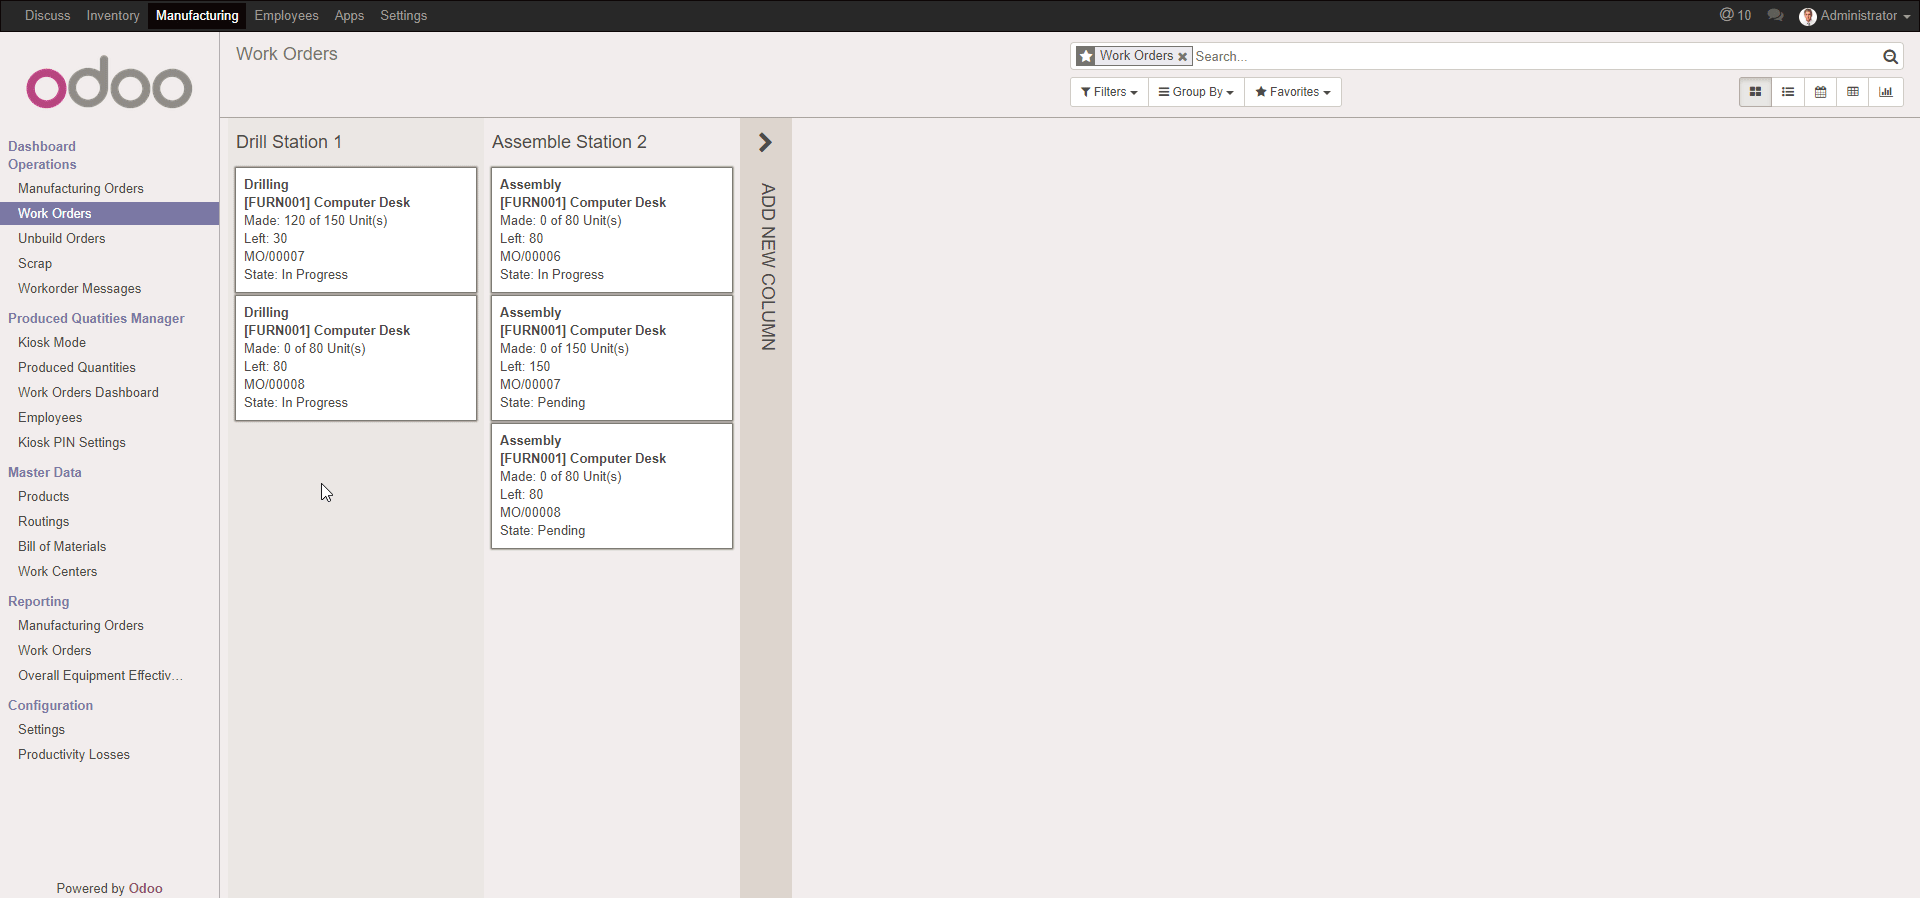 Discuss Inventory Manufacturing Employees Apps Settings @ 10 Administrator
odoo
Dashboard
Operations
Manufacturing Orders
Work Orders
Unbuild Orders
Scrap
Workorder Messages
Produced Quatities Manager
Kiosk Mode
Produced Quantities
Work Orders Dashboard
Employees
Kiosk PIN Settings
Master Data
Products
Routings
Bill of Materials
Work Centers
Reporting
Manufacturing Orders
Work Orders
Overall Equipment Effectiv...
Configuration
Settings
Productivity Losses
Powered by Odoo
Work Orders
Work Orders Search...
Filters Group By Favorites
Drill Station 1
Drilling
[FURN001] Computer Desk
Made: 120 of 150 Unit(s)
Left: 30
MO/00007
State: In Progress
Drilling
[FURN001] Computer Desk
Made: 0 of 80 Unit(s)
Left: 80
MO/00008
State: In Progress
Assemble Station 2
Assembly
[FURN001] Computer Desk
Made: 0 of 80 Unit(s)
Left: 80
MO/00006
State: In Progress
Assembly
[FURN001] Computer Desk
Made: 0 of 150 Unit(s)
Left: 150
MO/00007
State: Pending
Assembly
[FURN001] Computer Desk
Made: 0 of 80 Unit(s)
Left: 80
MO/00008
State: Pending
ADD NEW COLUMN